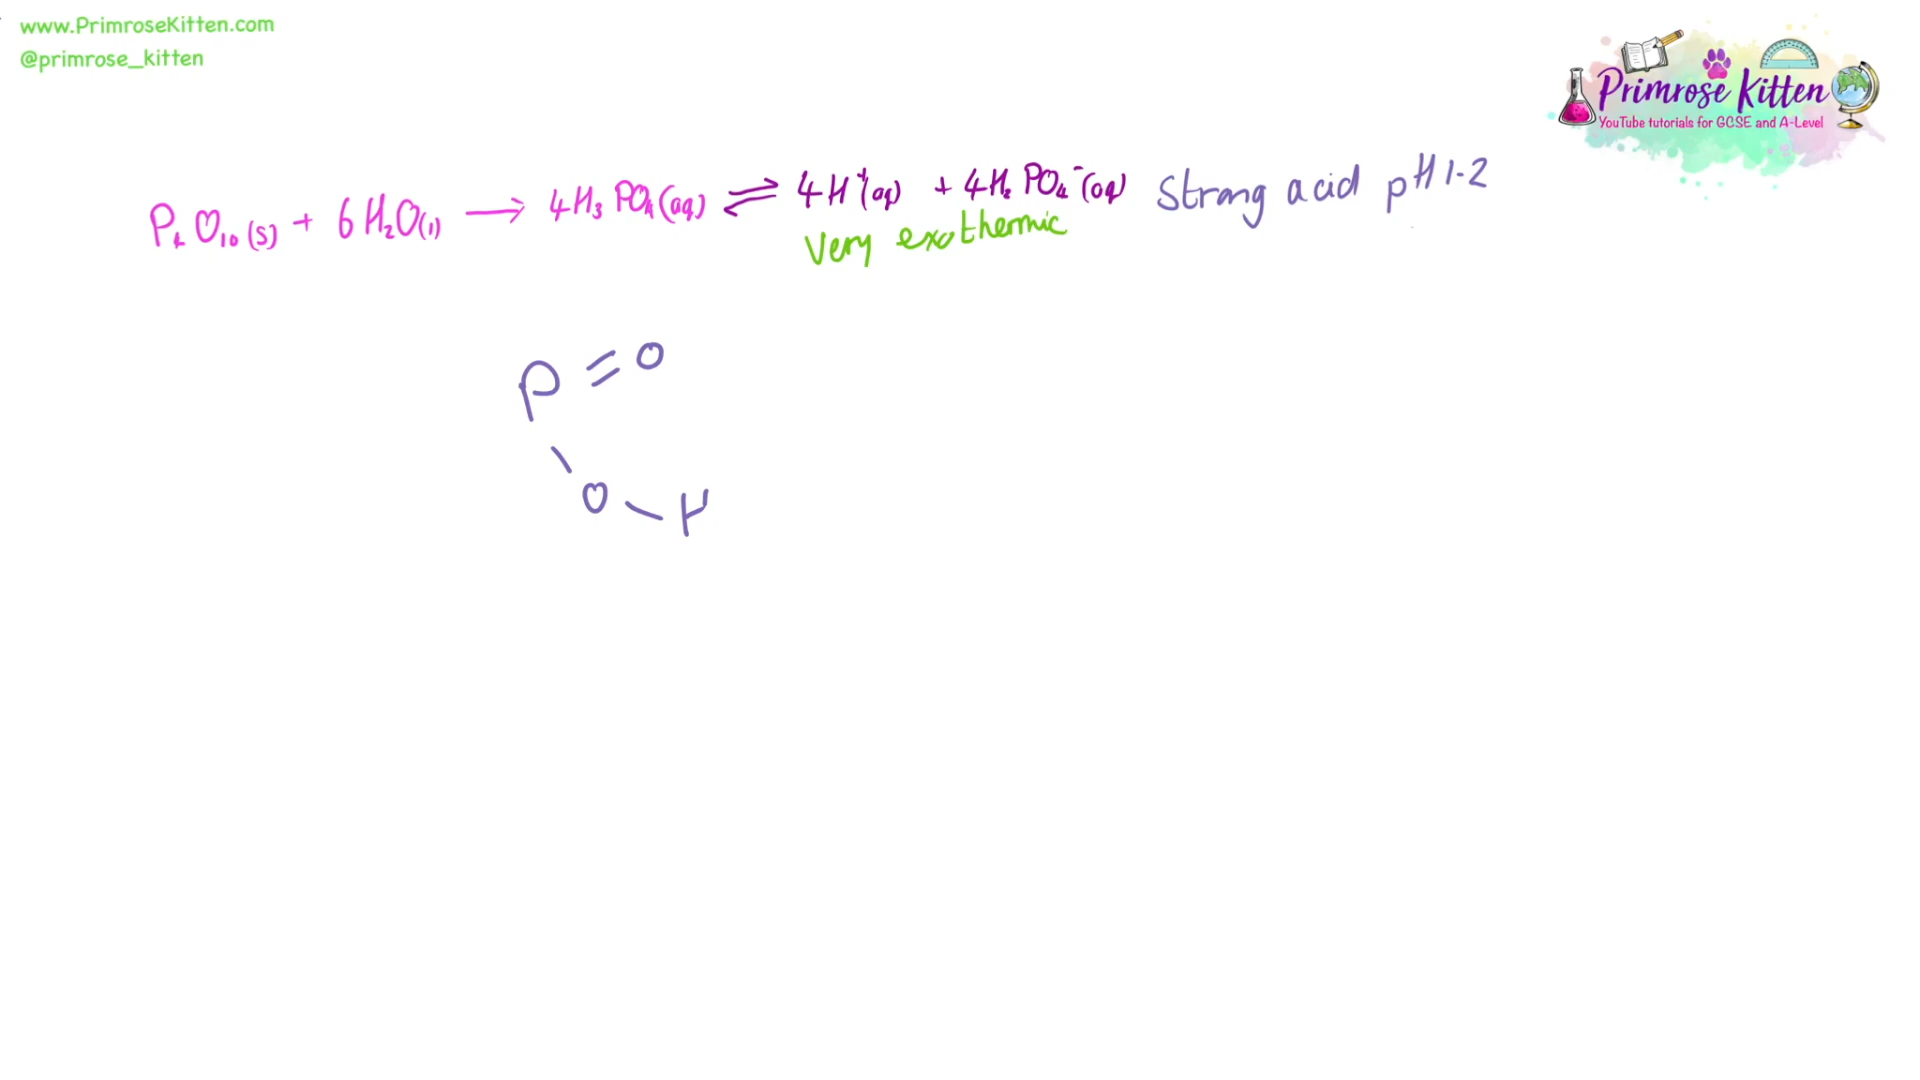 www.PrimroseKitten.com
@primrose_kitten
Primrose Kitten
YouTube tutorials for GCSE and A-Level
P₄O₁₀(s) + 6H₂O(l) → 4H₃PO₄(aq) ⇌ 4H⁺(aq) + 4H₂PO₄⁻(aq) Strong acid pH 1-2
Very exothermic
P=O
O-H